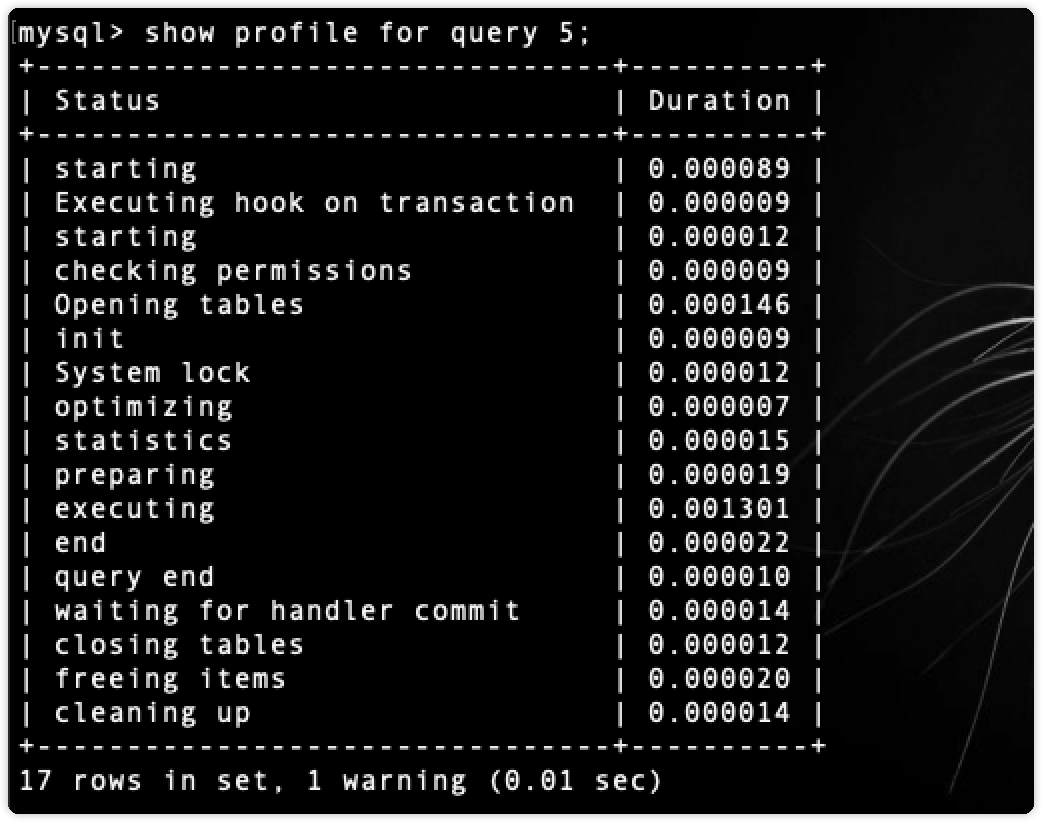 [mysql> show profile for query 5;
+--------------------------------+----------+
| Status                         | Duration |
+--------------------------------+----------+
| starting                       | 0.000089 |
| Executing hook on transaction  | 0.000009 |
| starting                       | 0.000012 |
| checking permissions           | 0.000009 |
| Opening tables                 | 0.000146 |
| init                           | 0.000009 |
| System lock                    | 0.000012 |
| optimizing                     | 0.000007 |
| statistics                     | 0.000015 |
| preparing                      | 0.000019 |
| executing                      | 0.001301 |
| end                            | 0.000022 |
| query end                      | 0.000010 |
| waiting for handler commit     | 0.000014 |
| closing tables                 | 0.000012 |
| freeing items                  | 0.000020 |
| cleaning up                    | 0.000014 |
+--------------------------------+----------+
17 rows in set, 1 warning (0.01 sec)